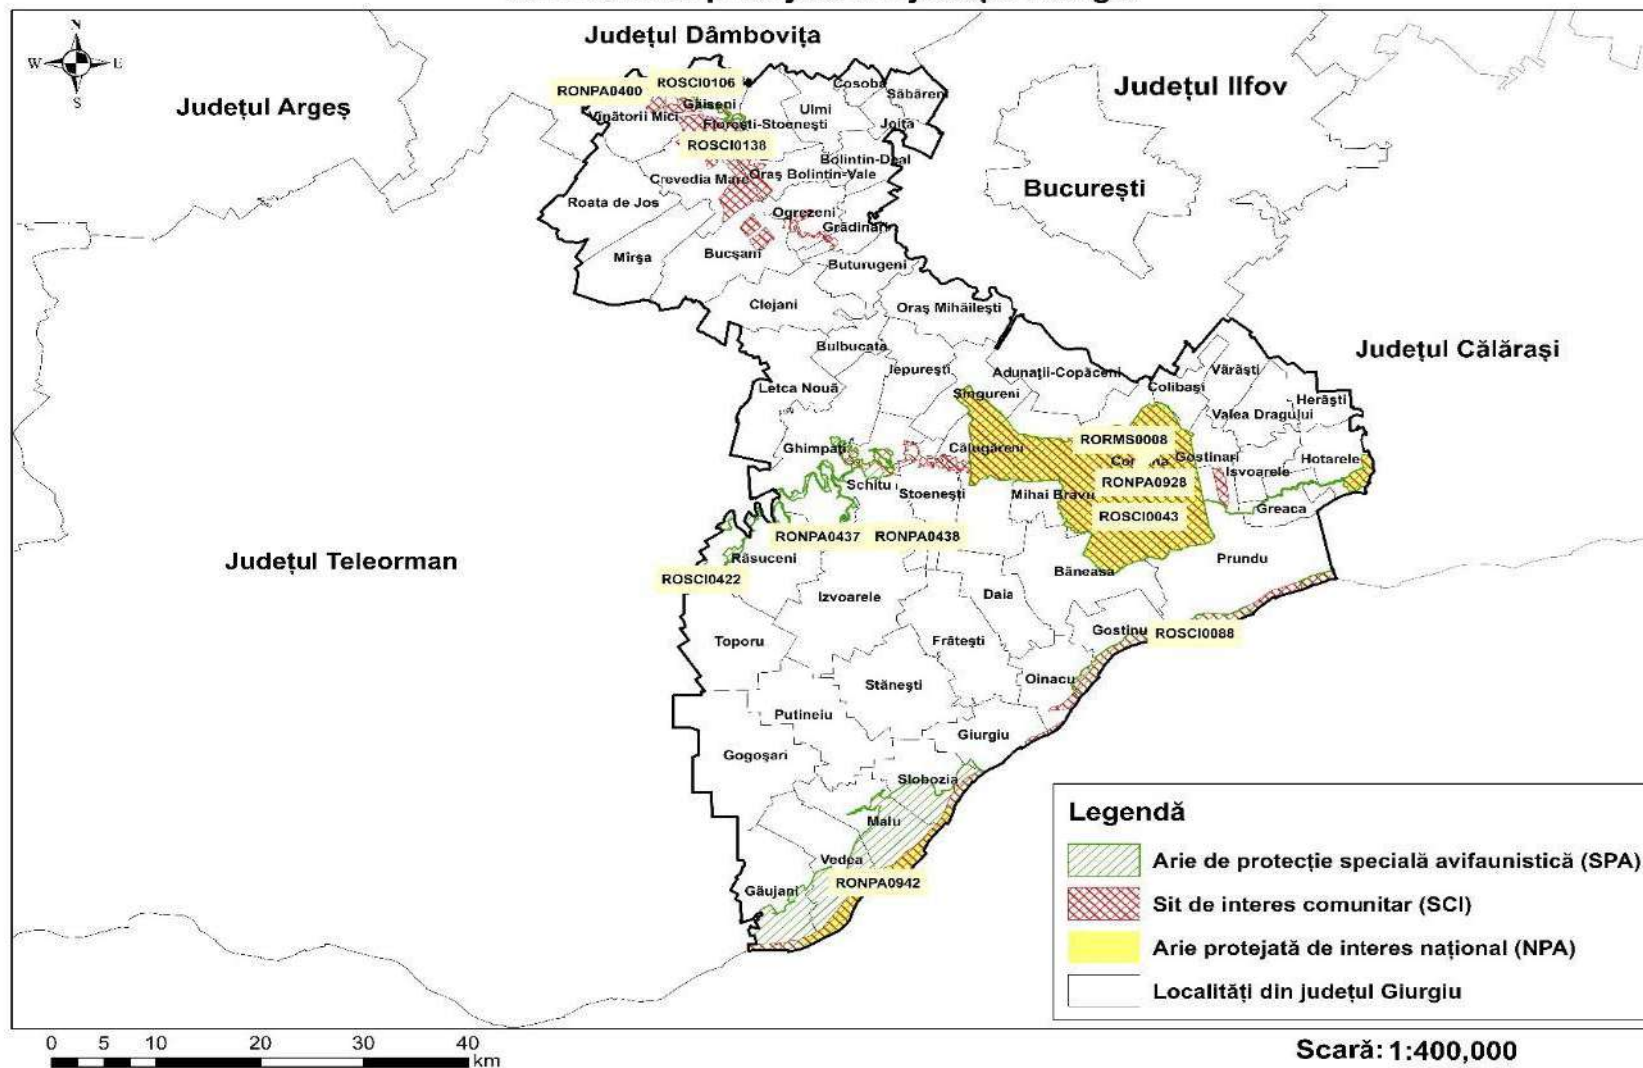 Județul Dâmbovița
N
W
E
S
Județul Argeș
Județul Ilfov
București
Județul Călărași
Județul Teleorman
RONPA0400
ROSCI0106
Găiseni
Vînătorii Mici
Florești-Stoenești
Ulmi
Cosoba
Săbăreni
Joița
ROSCI0138
Bolintin-Deal
Crevedia Mare
Oraș Bolintin-Vale
Roata de Jos
Ogrezeni
Grădinari
Mîrșa
Bucșani
Buturugeni
Clejani
Oraș Mihăilești
Bulbucata
Iepurești
Adunații-Copăceni
Letca Nouă
Singureni
Colibași
Vărăști
Herăști
Valea Dragului
Ghimpați
Călugăreni
RORMS0008
Gostinari
Hotarele
Isvoarele
Schitu
Stoenești
Mihai Bravu
RONPA0928
Greaca
ROSCI0043
RONPA0437
RONPA0438
Răsuceni
Prundu
ROSCI0422
Băneasa
Izvoarele
Daia
Toporu
Frătești
Gostinu
ROSCI0088
Stănești
Oinacu
Putineiu
Giurgiu
Gogoșari
Slobozia
Malu
Vedea
Găujani
RONPA0942
Legendă
Arie de protecție specială avifaunistică (SPA)
Sit de interes comunitar (SCI)
Arie protejată de interes național (NPA)
Localități din județul Giurgiu
0 5 10 20 30 40
km
Scară: 1:400,000